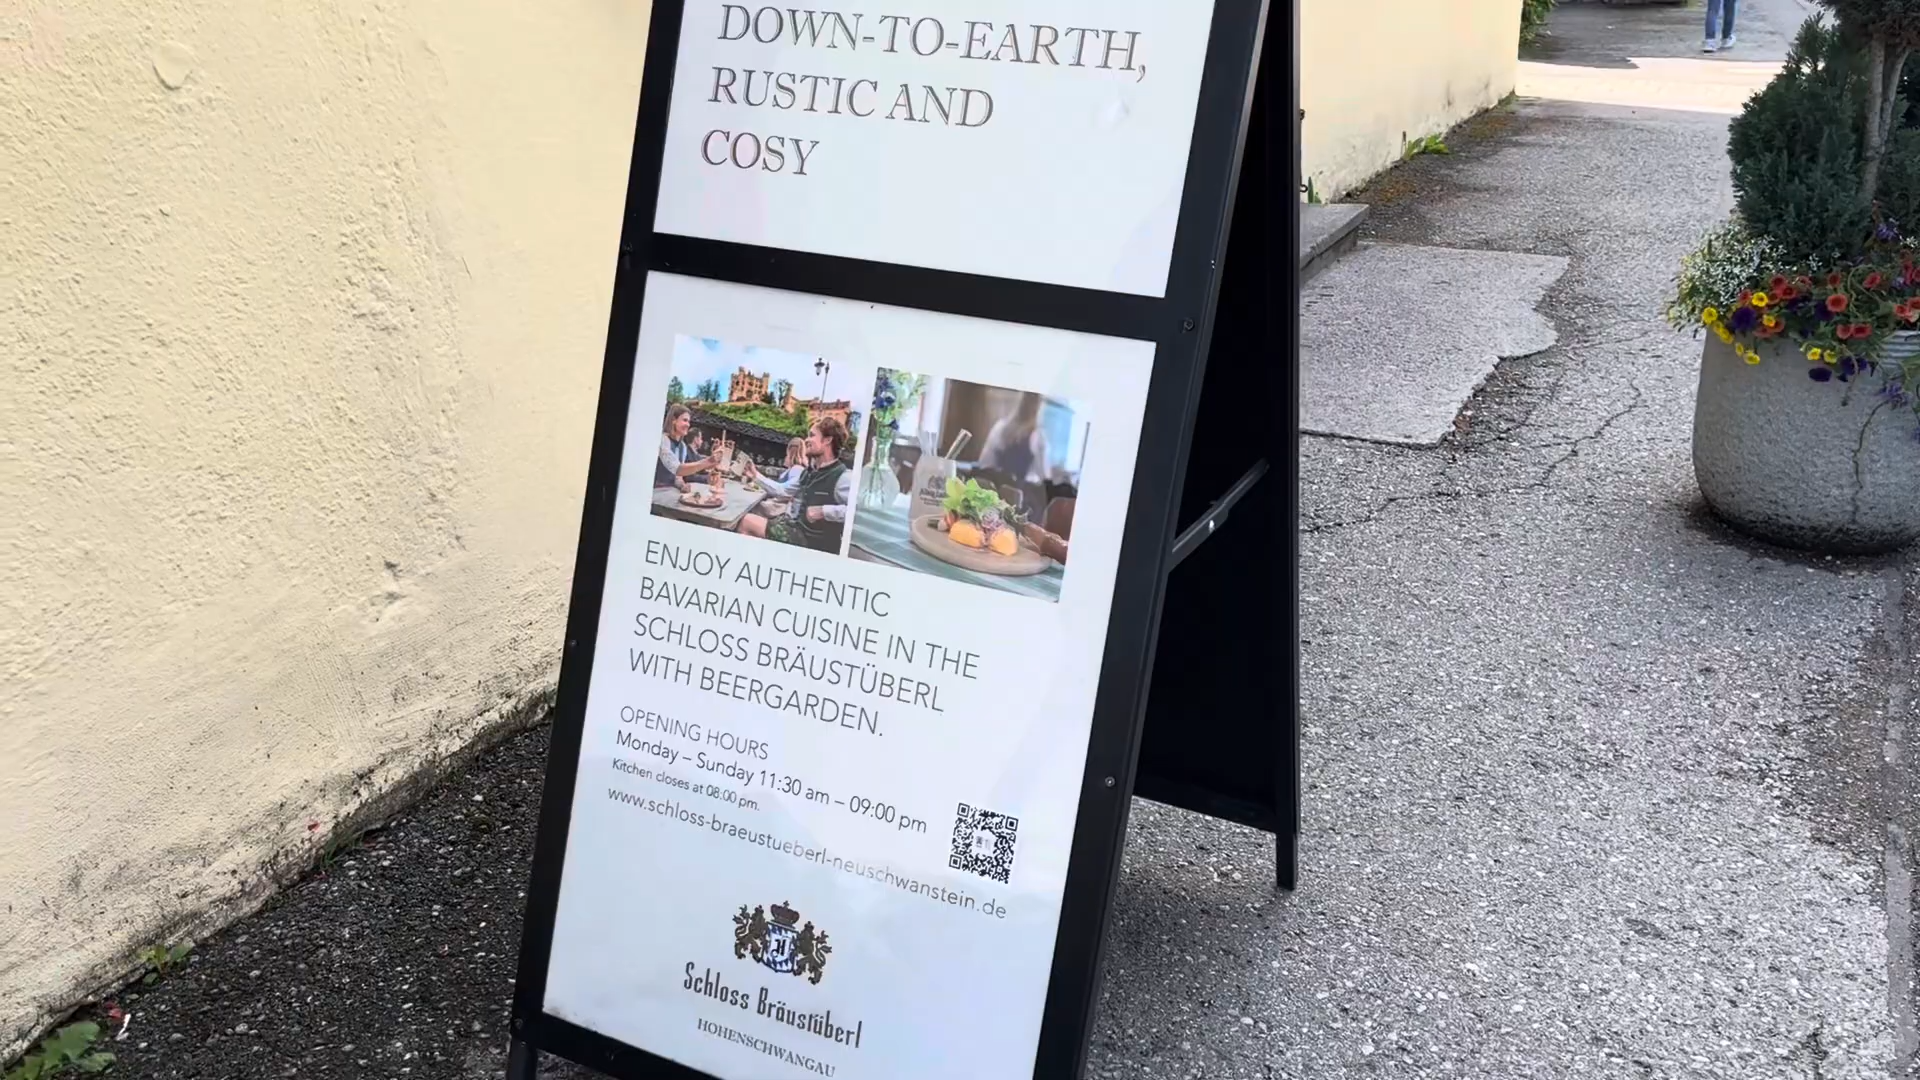 DOWN-TO-EARTH,
RUSTIC AND
COSY
ENJOY AUTHENTIC
BAVARIAN CUISINE IN THE
SCHLOSS BRÄUSTÜBERL
WITH BEERGARDEN.
OPENING HOURS
Monday – Sunday 11:30 am – 09:00 pm
Kitchen closes at 08:00 pm.
www.schloss-braeustueberl-neuschwanstein.de
H
Schloss Bräustüberl
HOHENSCHWANGAU